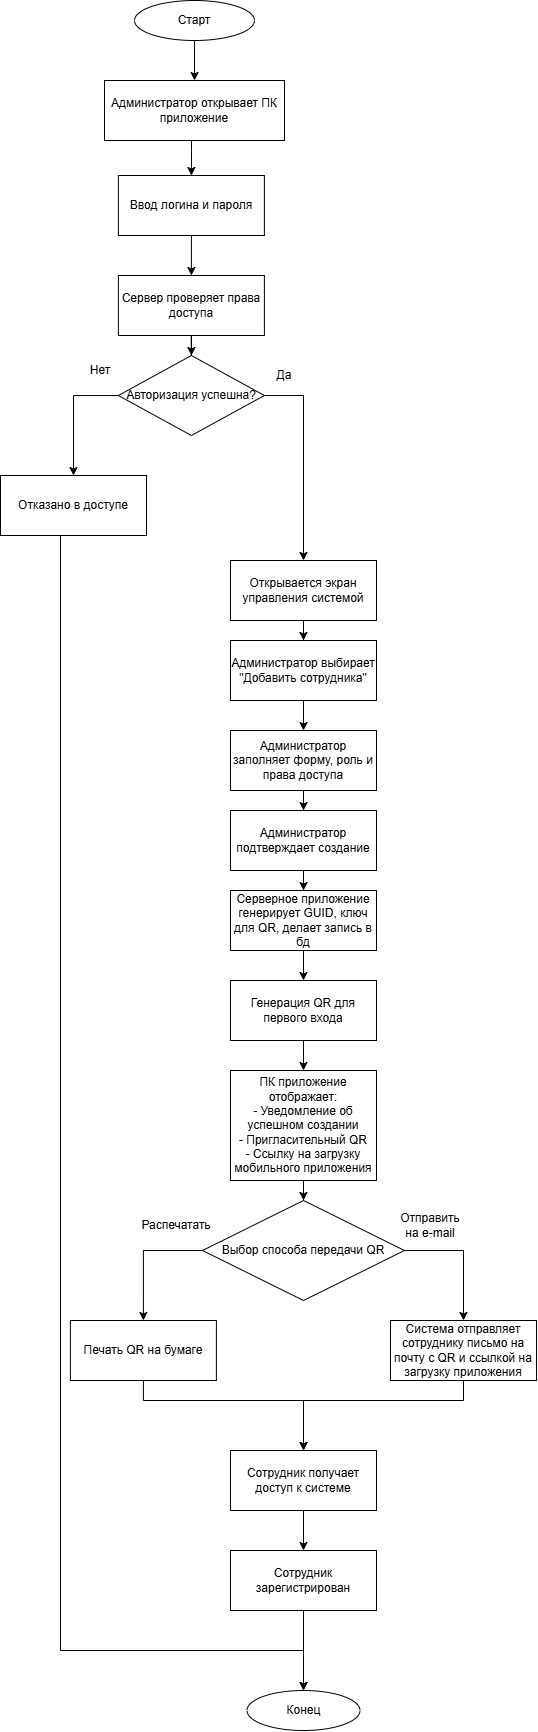 Старт
Администратор открывает ПК
приложение
Ввод логина и пароля
Сервер проверяет права
доступа
Нет
Да
Авторизация успешна?
Отказано в доступе
Открывается экран
управления системой
Администратор выбирает
"Добавить сотрудника"
Администратор
заполняет форму, роль и
права доступа
Администратор
подтверждает создание
Серверное приложение
генерирует GUID, ключ
для QR, делает запись в
бд
Генерация QR для
первого входа
ПК приложение
отображает:
- Уведомление об
успешном создании
- Пригласительный QR
- Ссылку на загрузку
мобильного приложения
Распечатать
Отправить
на e-mail
Выбор способа передачи QR
Печать QR на бумаге
Система отправляет
сотруднику письмо на
почту с QR и ссылкой на
загрузку приложения
Сотрудник получает
доступ к системе
Сотрудник
зарегистрирован
Конец